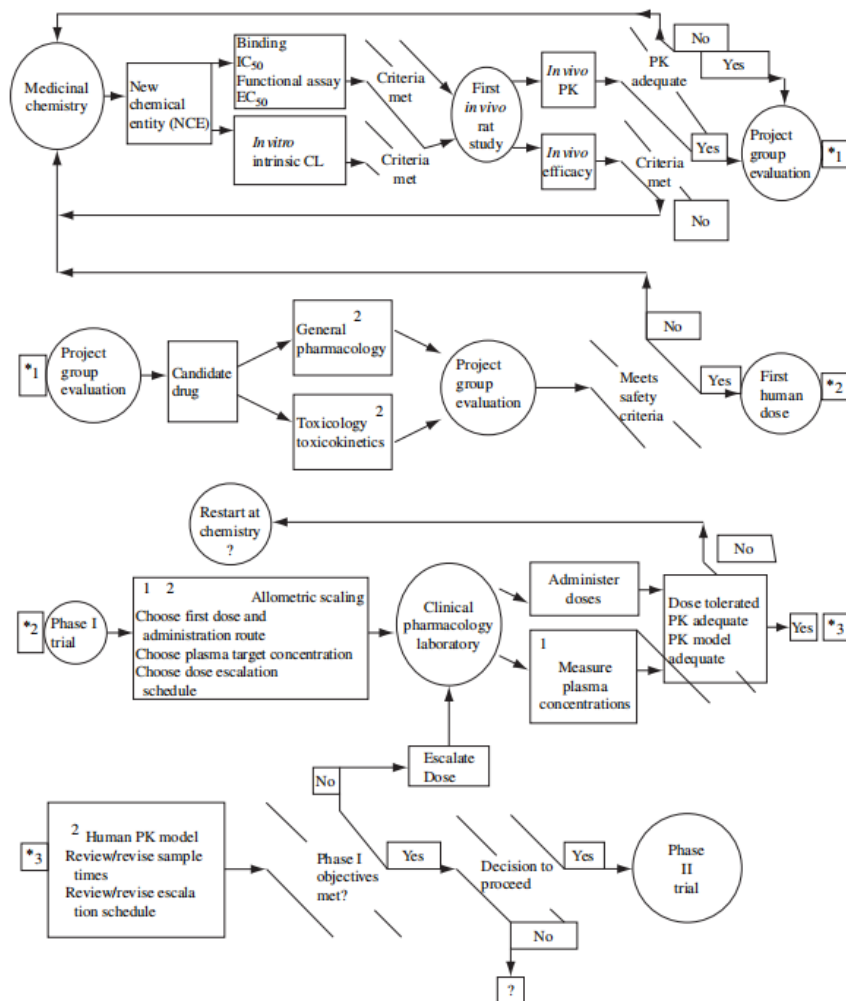 No
PK
adequate
Yes
Binding
IC50
Functional assay
EC50
Medicinal
chemistry
New
chemical
entity (NCE)
Criteria
met
First
in vivo
rat
study
In vivo
PK
In vitro
intrinsic CL
Criteria
met
In vivo
efficacy
Criteria
met
Yes
Project
group
evaluation
*1
No
No
*1
Project
group
evaluation
Candidate
drug
2
General
pharmacology
2
Toxicology
toxicokinetics
Project
group
evaluation
Meets
safety
criteria
Yes
First
human
dose
*2
Restart at
chemistry
?
No
*2
Phase I
trial
1 2
Allometric scaling
Choose first dose and
administration route
Choose plasma target concentration
Choose dose escalation
schedule
Clinical
pharmacology
laboratory
Administer
doses
1
Measure
plasma
concentrations
Dose tolerated
PK adequate
PK model
adequate
Yes
*3
Escalate
Dose
No
*3
2 Human PK model
Review/revise sample
times
Review/revise escala
tion schedule
Phase I
objectives
met?
Yes
Decision to
proceed
Yes
Phase
II
trial
No
?